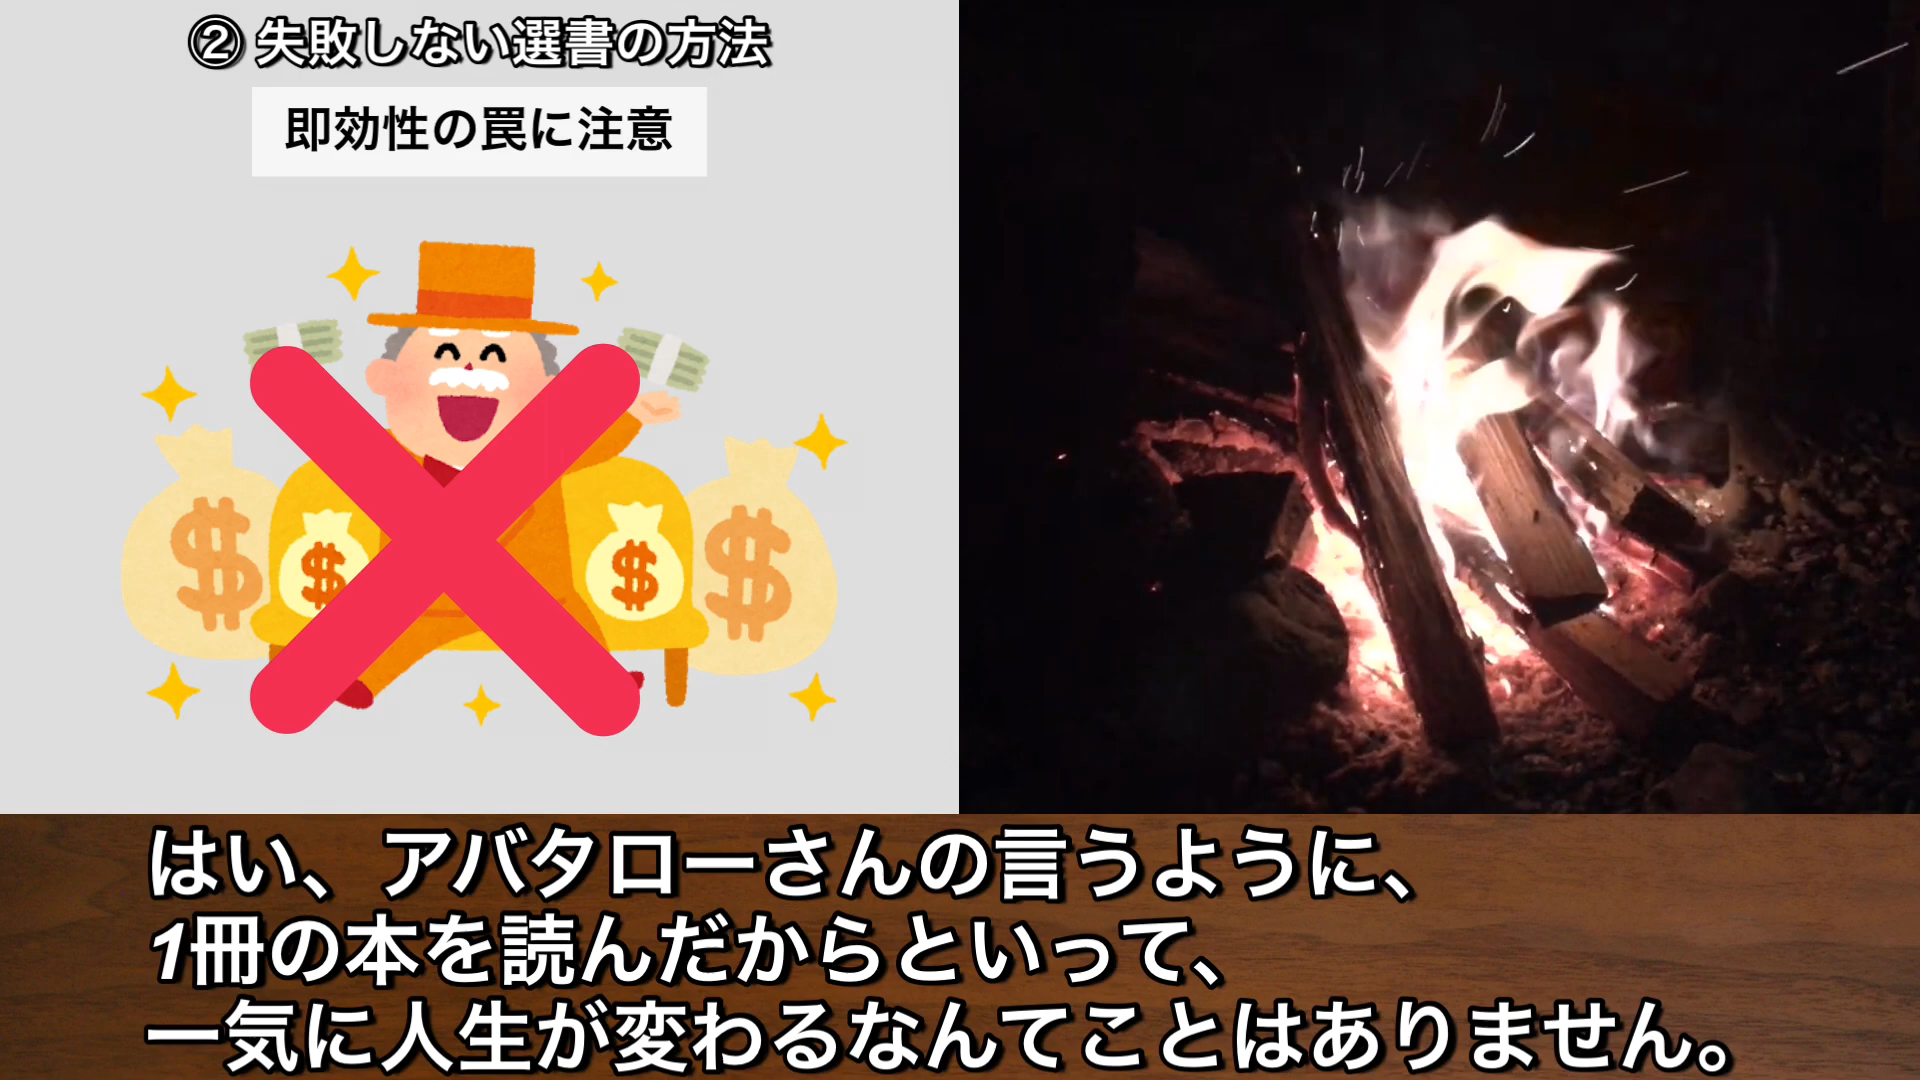 ② 失敗しない選書の方法
即効性の罠に注意
$ $ $ $
はい、アバタローさんの言うように、
1冊の本を読んだからといって、
一気に人生が変わるなんてことはありません。